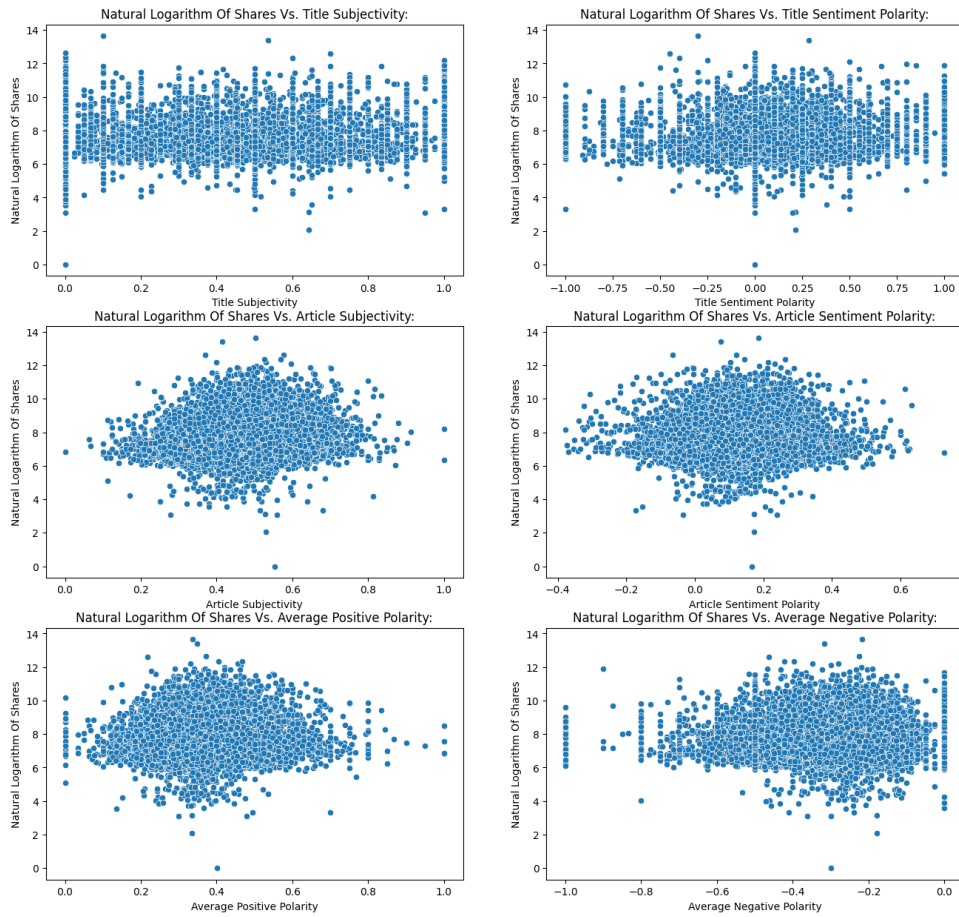 Natural Logarithm Of Shares Vs. Title Subjectivity:
Natural Logarithm Of Shares
14
12
10
8
6
4
2
0
0.0 0.2 0.4 0.6 0.8 1.0
Title Subjectivity
Natural Logarithm Of Shares Vs. Title Sentiment Polarity:
Natural Logarithm Of Shares
14
12
10
8
6
4
2
0
−1.00 −0.75 −0.50 −0.25 0.00 0.25 0.50 0.75 1.00
Title Sentiment Polarity
Natural Logarithm Of Shares Vs. Article Subjectivity:
Natural Logarithm Of Shares
14
12
10
8
6
4
2
0
0.0 0.2 0.4 0.6 0.8 1.0
Article Subjectivity
Natural Logarithm Of Shares Vs. Article Sentiment Polarity:
Natural Logarithm Of Shares
14
12
10
8
6
4
2
0
−0.4 −0.2 0.0 0.2 0.4 0.6
Article Sentiment Polarity
Natural Logarithm Of Shares Vs. Average Positive Polarity:
Natural Logarithm Of Shares
14
12
10
8
6
4
2
0
0.0 0.2 0.4 0.6 0.8 1.0
Average Positive Polarity
Natural Logarithm Of Shares Vs. Average Negative Polarity:
Natural Logarithm Of Shares
14
12
10
8
6
4
2
0
−1.0 −0.8 −0.6 −0.4 −0.2 0.0
Average Negative Polarity